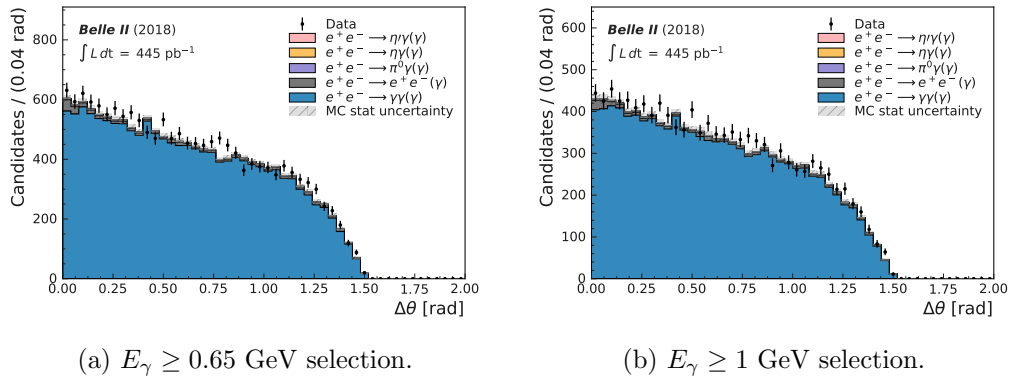 Belle II (2018)
∫ L dt = 445 pb⁻¹
Data
e⁺e⁻→η′γ(γ)
e⁺e⁻→ηγ(γ)
e⁺e⁻→π⁰γ(γ)
e⁺e⁻→e⁺e⁻(γ)
e⁺e⁻→γγ(γ)
MC stat uncertainty
Candidates / (0.04 rad)
800
600
400
200
0
0.00 0.25 0.50 0.75 1.00 1.25 1.50 1.75 2.00
Δθ [rad]
(a) Eγ ≥ 0.65 GeV selection.
Belle II (2018)
∫ L dt = 445 pb⁻¹
Data
e⁺e⁻→η′γ(γ)
e⁺e⁻→ηγ(γ)
e⁺e⁻→π⁰γ(γ)
e⁺e⁻→e⁺e⁻(γ)
e⁺e⁻→γγ(γ)
MC stat uncertainty
Candidates / (0.04 rad)
600
500
400
300
200
100
0
0.00 0.25 0.50 0.75 1.00 1.25 1.50 1.75 2.00
Δθ [rad]
(b) Eγ ≥ 1 GeV selection.